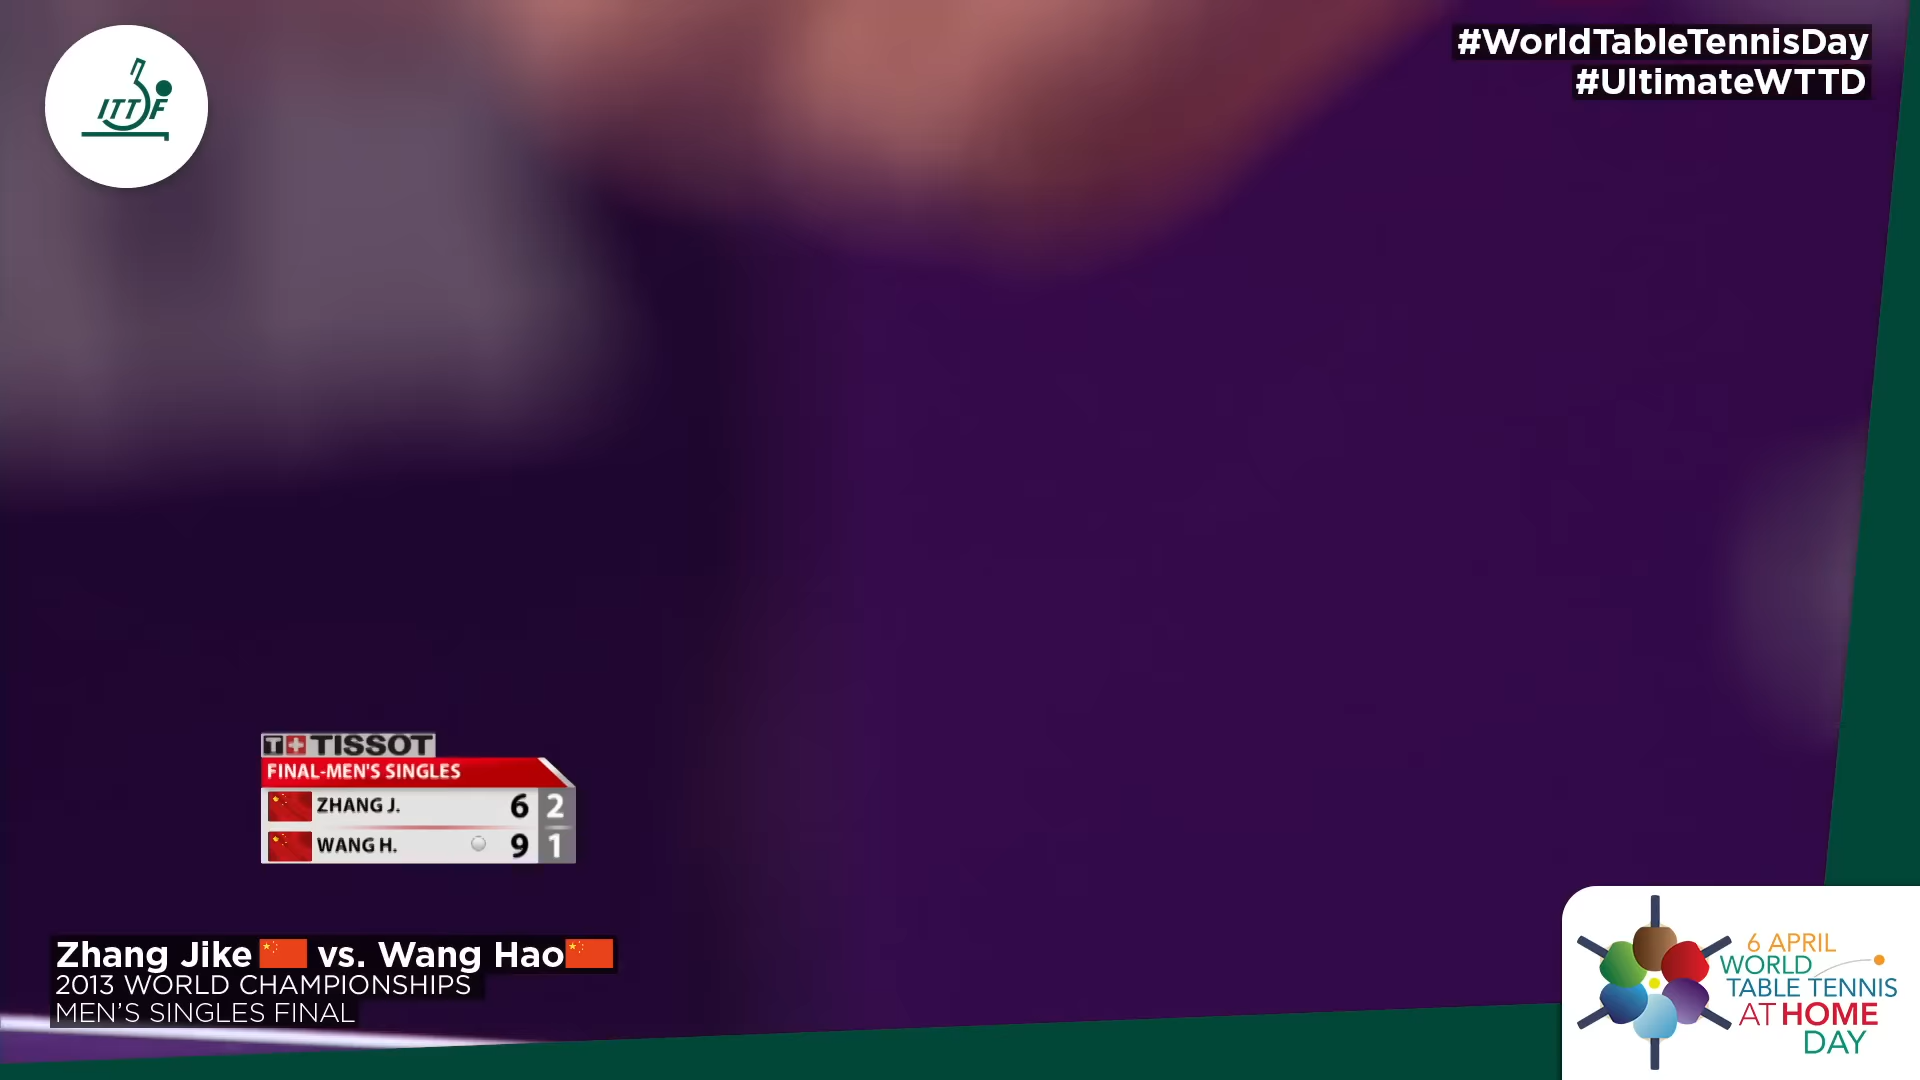 ITTF
#WorldTableTennisDay
#UltimateWTTD
T+ TISSOT
FINAL-MEN'S SINGLES
ZHANG J. 6 2
WANG H. 9 1
Zhang Jike vs. Wang Hao
2013 WORLD CHAMPIONSHIPS
MEN’S SINGLES FINAL
6 APRIL
WORLD
TABLE TENNIS
AT HOME
DAY